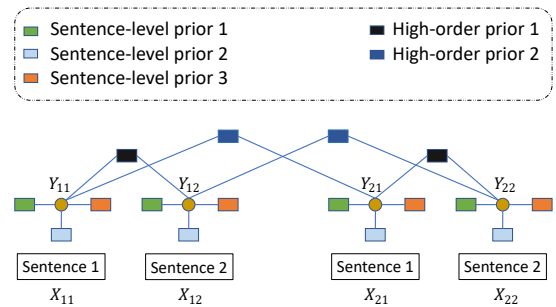 Sentence-level prior 1 High-order prior 1
Sentence-level prior 2 High-order prior 2
Sentence-level prior 3
Y11 Y12 Y21 Y22
Sentence 1 Sentence 2 Sentence 1 Sentence 2
X11 X12 X21 X22